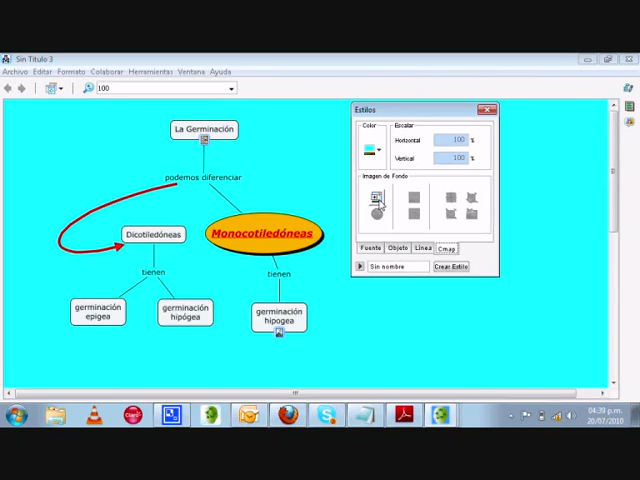 Sin Titulo 3
Archivo Editar Formato Colaborar Herramientas Ventana Ayuda
100
Estilos
Color
Escalar
Horizontal 100 %
Vertical 100 %
Imagen de Fondo
Fuente Objeto Línea Cmap
Sin nombre Crear Estilo
La Germinación
podemos diferenciar
Dicotiledóneas
Monocotiledóneas
tienen
tienen
germinación
epigea
germinación
hipógea
germinación
hipogea
Claro
04:39 p.m.
20/07/2010